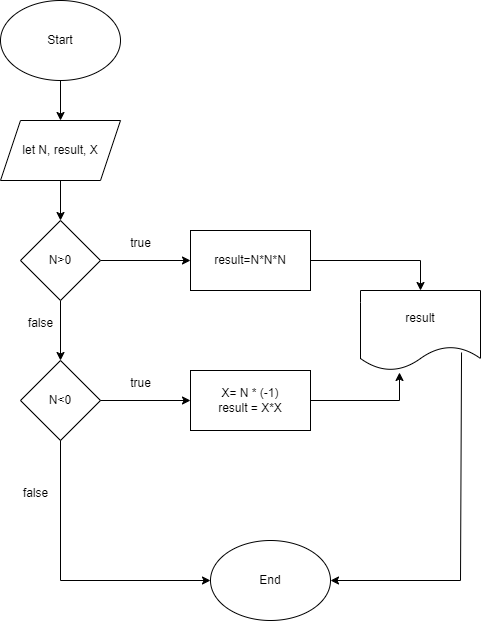 Start
let N, result, X
N>0
true
result=N*N*N
result
false
N<0
true
X= N * (-1)
result = X*X
false
End